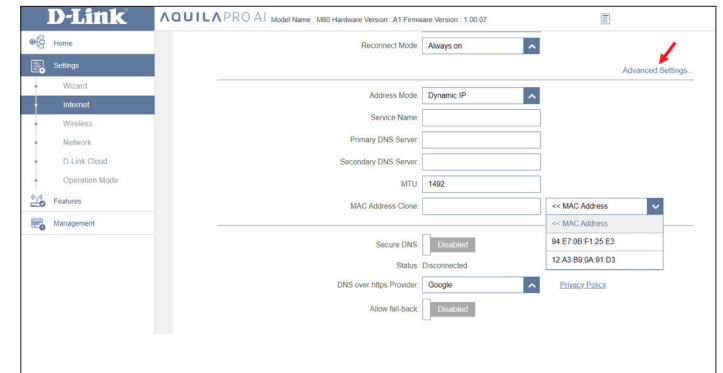 D-Link
AQUILA PRO AI Model Name : M60 Hardware Version : A1 Firmware Version : 1.00.07
Home
Settings
Wizard
Internet
Wireless
Network
D-Link Cloud
Operation Mode
Features
Management
Reconnect Mode: Always on
Advanced Settings...
Address Mode: Dynamic IP
Service Name:
Primary DNS Server:
Secondary DNS Server:
MTU: 1492
MAC Address Clone: << MAC Address
<< MAC Address
94:E7:0B:F1:25:E3
12:A3:B9:0A:91:D3
Secure DNS: Disabled
Status: Disconnected
DNS over https Provider: Google Privacy Policy
Allow fall-back: Disabled